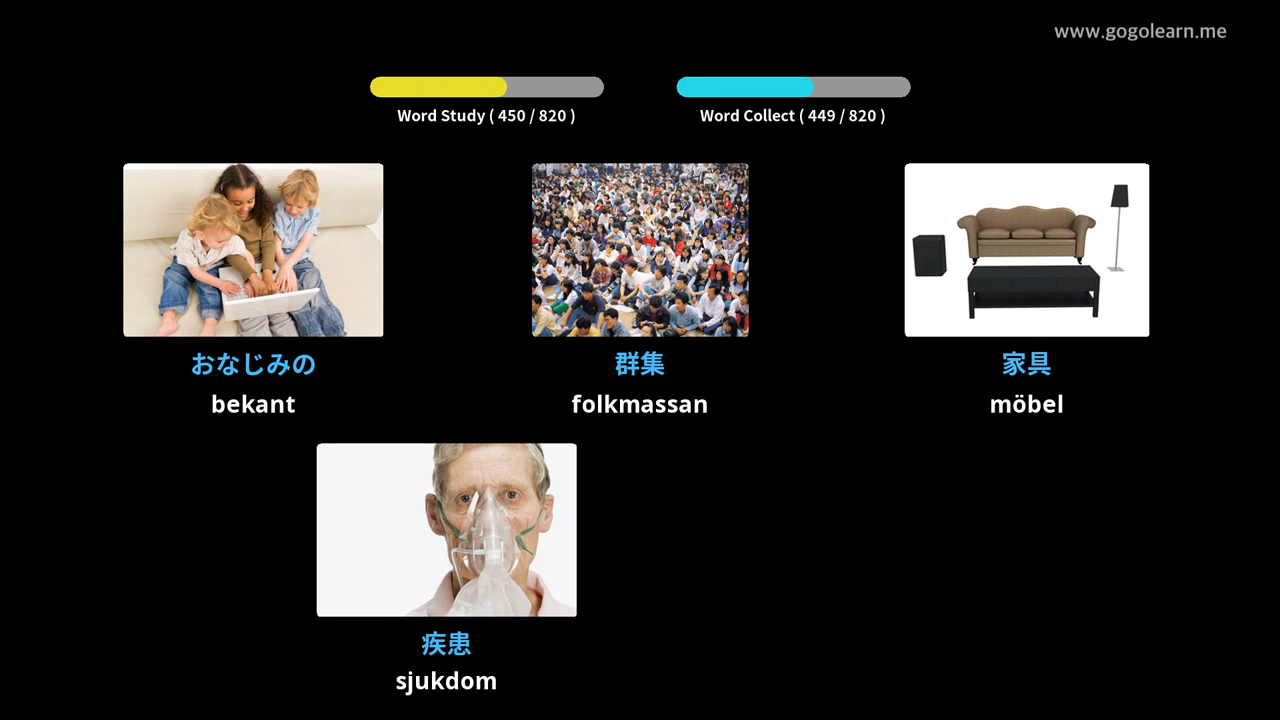 www.gogolearn.me
Word Study ( 450 / 820 )
Word Collect ( 449 / 820 )
おなじみの
bekant
群集
folkmassan
家具
möbel
疾患
sjukdom